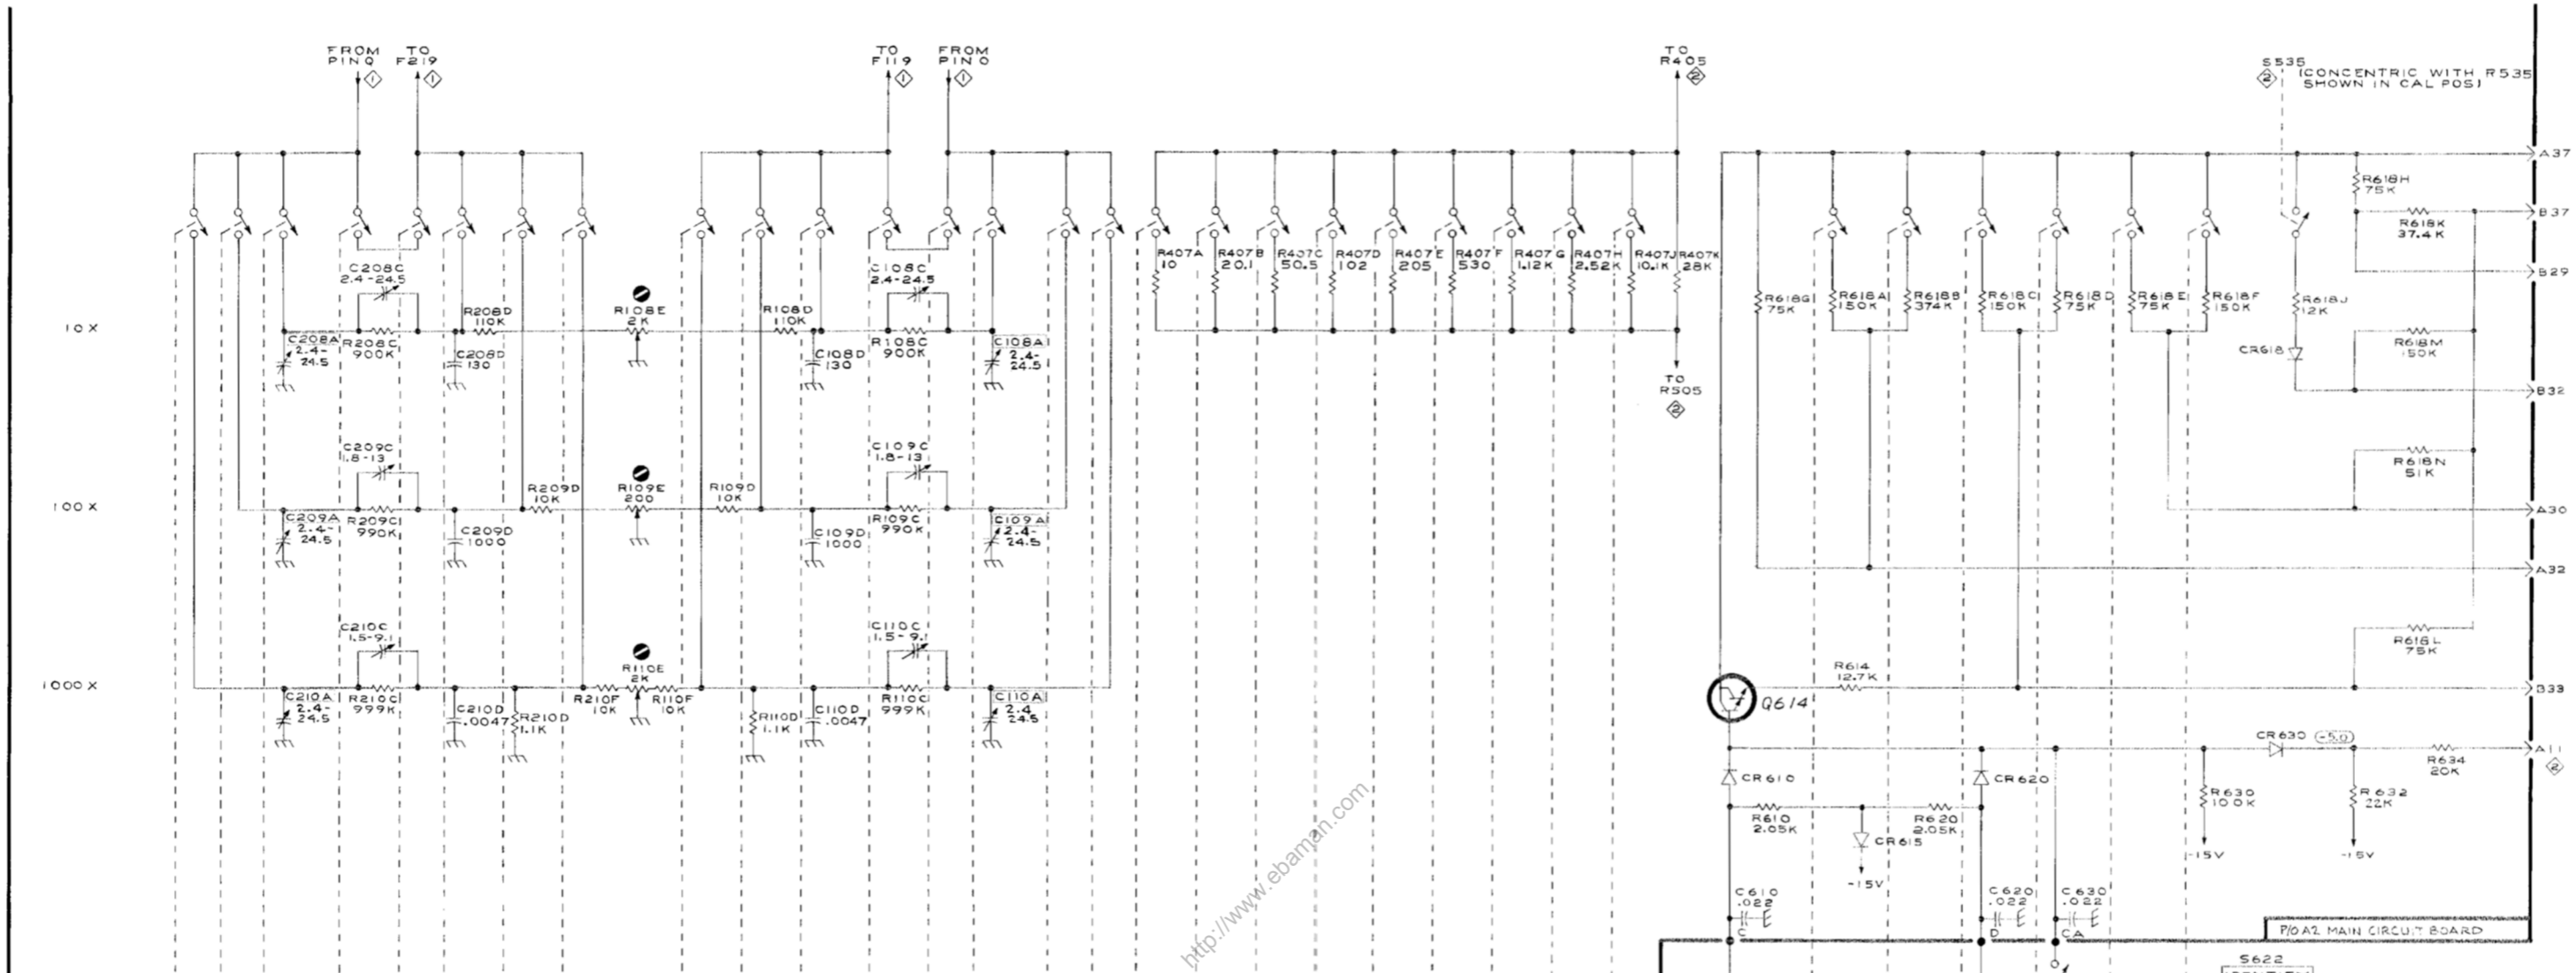 FROM
PIN Q
TO
F219
1
1
TO
F119
FROM
PIN O
1
1
TO
R405
2
S535
2
(CONCENTRIC WITH R535
SHOWN IN CAL POS)
A37
R618H
75K
B37
R618K
37.4K
B29
C208C
2.4-24.5
C108C
2.4-24.5
R407A
10
R407B
20.1
R407C
50.5
R407D
102
R407E
205
R407F
530
R407G
1.12K
R407H
2.52K
R407J
10.1K
R407K
28K
R618G
75K
R618A
150K
R618B
374K
R618C
150K
R618D
75K
R618E
75K
R618F
150K
R618J
12K
10X
C208A
2.4-
24.5
R208C
900K
R208D
110K
C208D
130
R108E
2K
R108D
110K
C108D
130
R108C
900K
C108A
2.4-
24.5
TO
R505
2
CR618
R618M
150K
B32
C209C
1.8-13
C109C
1.8-13
R618N
51K
100X
C209A
2.4-
24.5
R209C
990K
C209D
1000
R209D
10K
R109E
200
R109D
10K
C109D
1000
R109C
990K
C109A
2.4-
24.5
A30
A32
C210C
1.5-9.1
C110C
1.5-9.1
R618L
75K
1000X
C210A
2.4-
24.5
R210C
999K
C210D
.0047
R210D
1.1K
R210F
10K
R110E
2K
R110F
10K
R110D
1.1K
C110D
.0047
R110C
999K
C110A
2.4
24.5
Q614
R614
12.7K
B33
CR630
-5.0
A11
2
R634
20K
CR610
CR620
R610
2.05K
R620
2.05K
CR615
-15V
R630
100K
-15V
R632
22K
-15V
C610
.022
C620
.022
C630
.022
C
D
CA
P/O A2 MAIN CIRCUIT BOARD
S622
http://www.ebaman.com